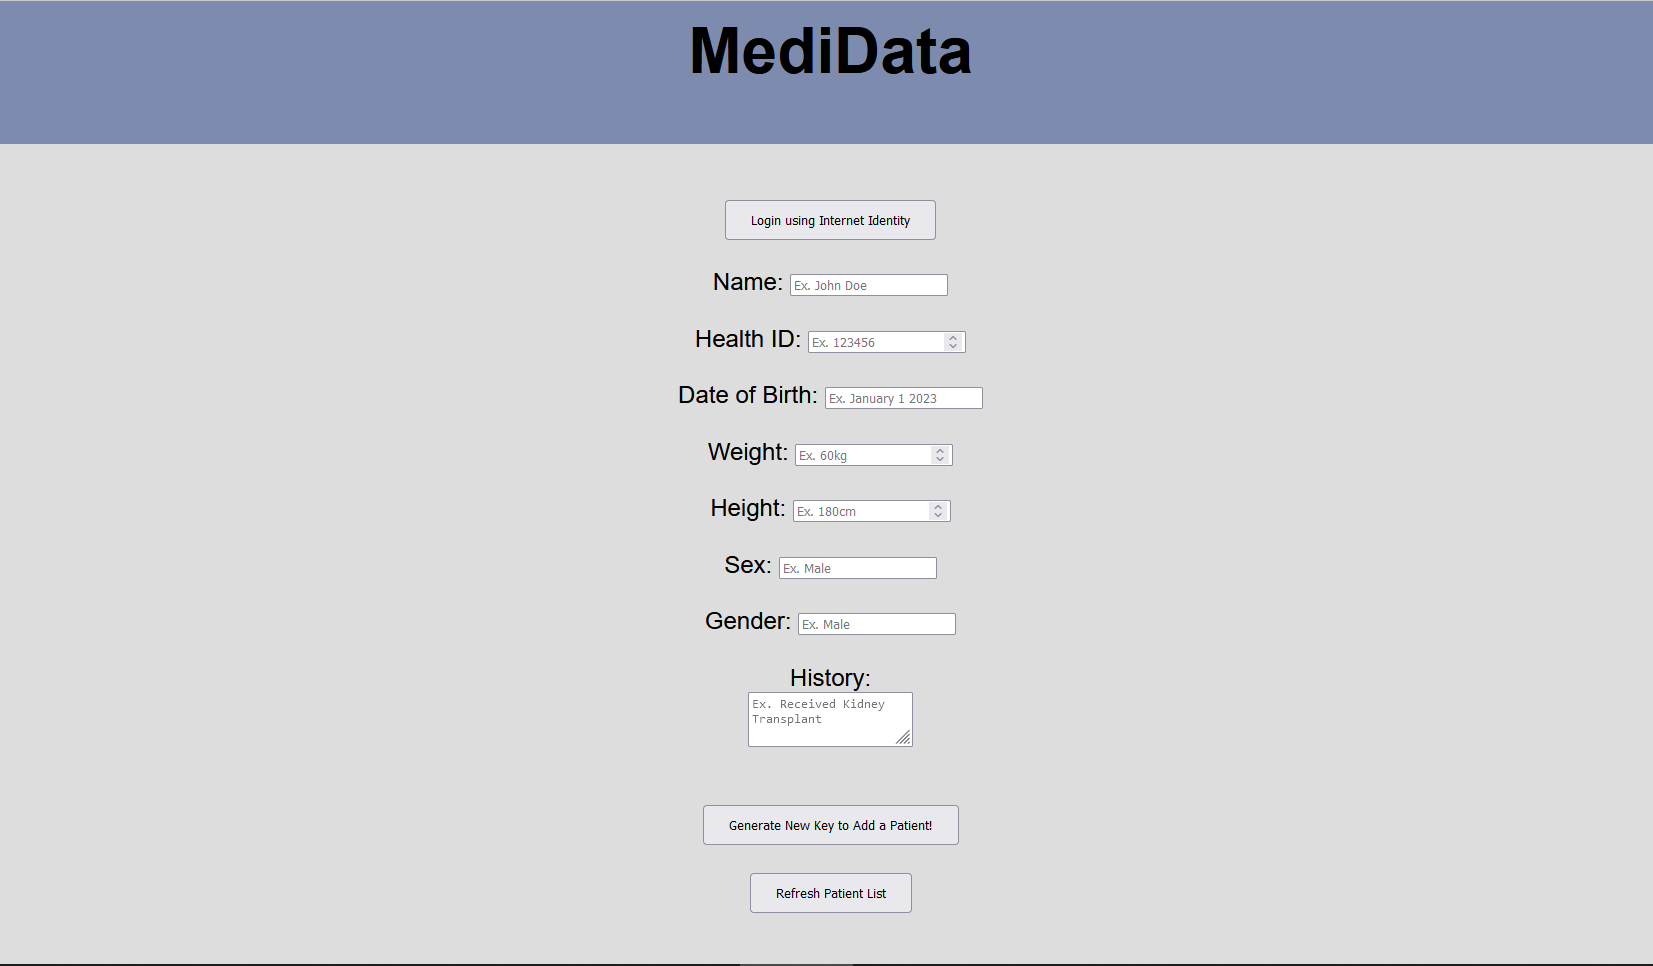 MediData
Login using Internet Identity
Name: Ex. John Doe
Health ID: Ex. 123456
Date of Birth: Ex. January 1 2023
Weight: Ex. 60kg
Height: Ex. 180cm
Sex: Ex. Male
Gender: Ex. Male
History:
Ex. Received Kidney
Transplant
Generate New Key to Add a Patient!
Refresh Patient List